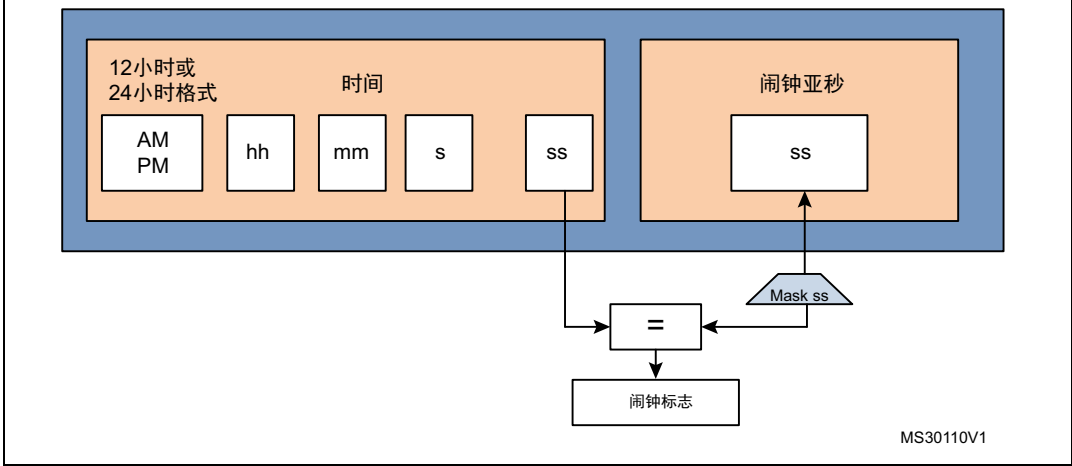 12小时或
24小时格式
时间
闹钟亚秒
AM
PM
hh
mm
s
ss
ss
Mask ss
=
闹钟标志
MS30110V1